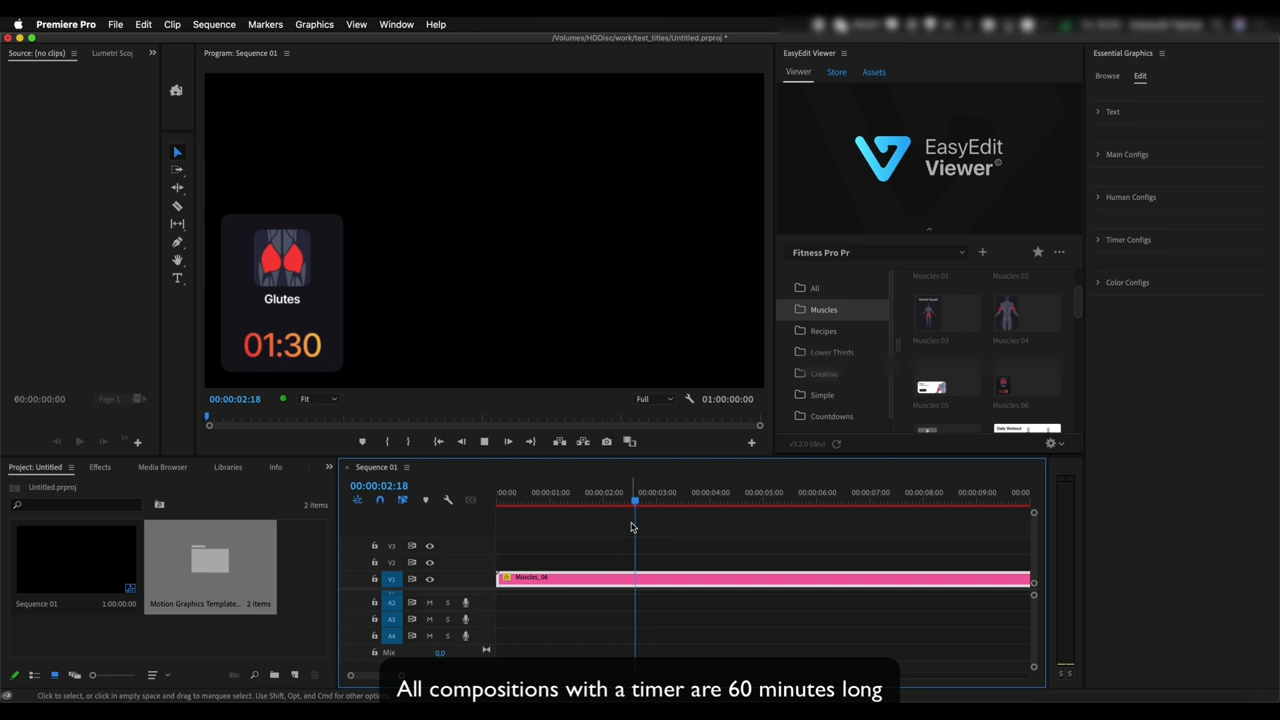 Premiere Pro File Edit Clip Sequence Markers Graphics View Window Help
/Volumes/HDDisc/work/test_titles/Untitled.prproj *
Source: (no clips)
Lumetri Scop
Program: Sequence 01
EasyEdit Viewer
Essential Graphics
Viewer Store Assets
Browse Edit
Text
Main Configs
Human Configs
Timer Configs
Color Configs
EasyEdit
Viewer©
Fitness Pro Pr
All
Muscles
Recipes
Lower Thirds
Creative
Simple
Countdowns
Muscles 01 Muscles 02
Muscles 03 Muscles 04
Muscles 05 Muscles 06
Daily Workout
v3.2.0 (dev)
Glutes
01:30
00:00:00:00
Page 1
00:00:02:18
Fit
Full
01:00:00:00
Project: Untitled Effects Media Browser Libraries Info
Untitled.prproj
2 items
Sequence 01 1:00:00:00
Motion Graphics Template... 2 items
Sequence 01
00:00:02:18
:00:00 00:00:01:00 00:00:02:00 00:00:03:00 00:00:04:00 00:00:05:00 00:00:06:00 00:00:07:00 00:00:08:00 00:00:09:00 00:00
V3
V2
V1
fx Muscles_06
A2 M S
A3 M S
A4 M S
Mix 0,0
S S
Click to select, or click in empty space and drag to marquee select. Use Shift, Opt, and Cmd for other options.
All compositions with a timer are 60 minutes long